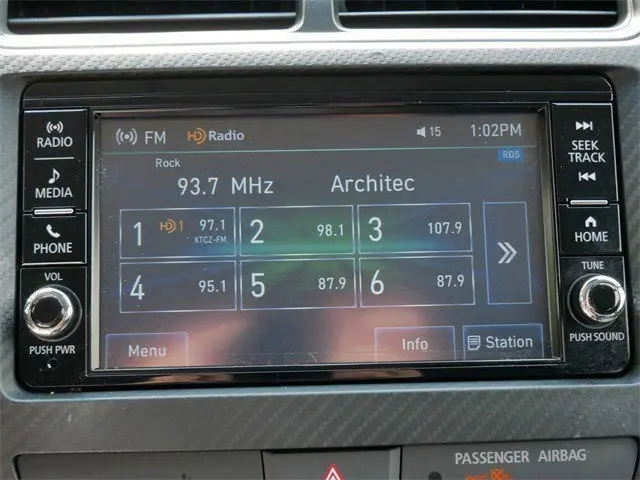 RADIO
MEDIA
PHONE
VOL
PUSH PWR
FM HD Radio 15 1:02PM
RDS
Rock
93.7 MHz Architec
1 HD 1 97.1
KTCZ-FM
2 98.1
3 107.9
4 95.1
5 87.9
6 87.9
Menu Info Station
SEEK
TRACK
HOME
TUNE
PUSH SOUND
PASSENGER AIRBAG